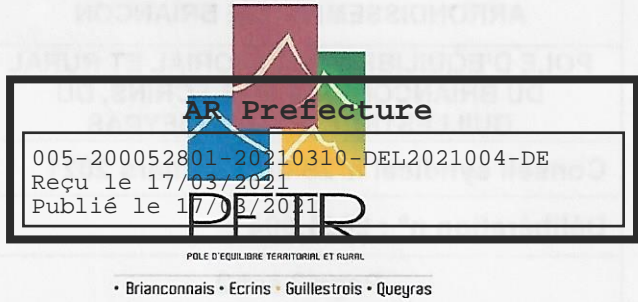 AR Prefecture
005-200052801-20210310-DEL2021004-DE
Reçu le 17/03/2021
Publié le 17/03/2021
PETR
POLE D'EQUILIBRE TERRITORIAL ET RURAL
• Brianconnais • Ecrins • Guillestrois • Queyras